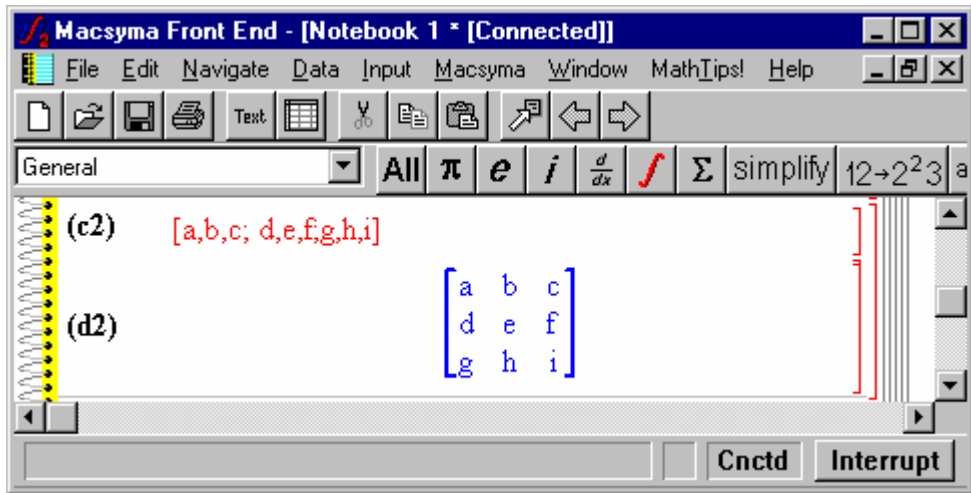 Macsyma Front End - [Notebook 1 * [Connected]]
File Edit Navigate Data Input Macsyma Window MathTips! Help
Text
General All π e i d/dx ∫ Σ simplify 12→2²3 a
(c2) [a,b,c; d,e,f;g,h,i]
a b c
(d2) d e f
g h i
Cnctd Interrupt